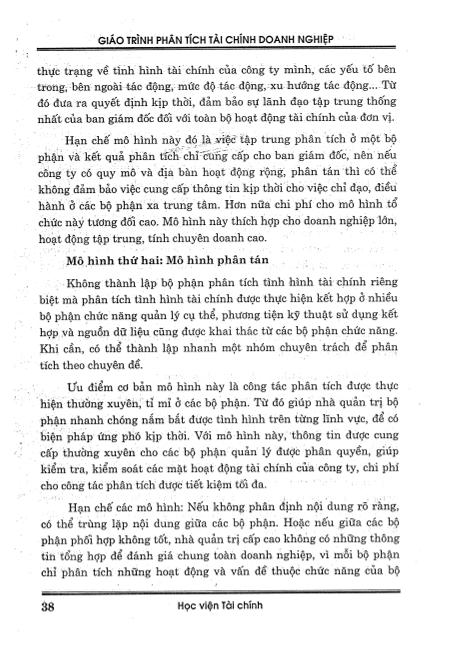 GIÁO TRÌNH PHÂN TÍCH TÀI CHÍNH DOANH NGHIỆP
thực trạng về tình hình tài chính của công ty mình, các yếu tố bên
trong, bên ngoài tác động, mức độ tác động, xu hướng tác động... Từ
đó đưa ra quyết định kịp thời, đảm bảo sự lãnh đạo tập trung thống
nhất của ban giám đốc đối với toàn bộ hoạt động tài chính của đơn vị.
Hạn chế mô hình này đó là việc tập trung phân tích ở một bộ
phận và kết quả phân tích chỉ cung cấp cho ban giám đốc, nên nếu
công ty có quy mô và địa bàn hoạt động rộng, phân tán thì có thể
không đảm bảo việc cung cấp thông tin kịp thời cho việc chỉ đạo, điều
hành ở các bộ phận xa trung tâm. Hơn nữa chi phí cho mô hình tổ
chức này tương đối cao. Mô hình này thích hợp cho doanh nghiệp lớn,
hoạt động tập trung, tính chuyên doanh cao.
Mô hình thứ hai: Mô hình phân tán
Không thành lập bộ phận phân tích tình hình tài chính riêng
biệt mà phân tích tình hình tài chính được thực hiện kết hợp ở nhiều
bộ phận chức năng quản lý cụ thể, phương tiện kỹ thuật sử dụng kết
hợp và nguồn dữ liệu cũng được khai thác từ các bộ phận chức năng.
Khi cần, có thể thành lập nhanh một nhóm chuyên trách để phân
tích theo chuyên đề.
Ưu điểm cơ bản mô hình này là công tác phân tích được thực
hiện thường xuyên, tỉ mỉ ở các bộ phận. Từ đó giúp nhà quản trị bộ
phận nhanh chóng nắm bắt được tình hình trên từng lĩnh vực, để có
biện pháp ứng phó kịp thời. Với mô hình này, thông tin được cung
cấp thường xuyên cho các bộ phận quản lý được phân quyền, giúp
kiểm tra, kiểm soát các mặt hoạt động tài chính của công ty, chi phí
cho công tác phân tích được tiết kiệm tối đa.
Hạn chế các mô hình: Nếu không phân định nội dung rõ ràng,
có thể trùng lặp nội dung giữa các bộ phận. Hoặc nếu giữa các bộ
phận phối hợp không tốt, nhà quản trị cấp cao không có những thông
tin tổng hợp để đánh giá chung toàn doanh nghiệp, vì mỗi bộ phận
chỉ phân tích những hoạt động và vấn đề thuộc chức năng của bộ
38
Học viện Tài chính